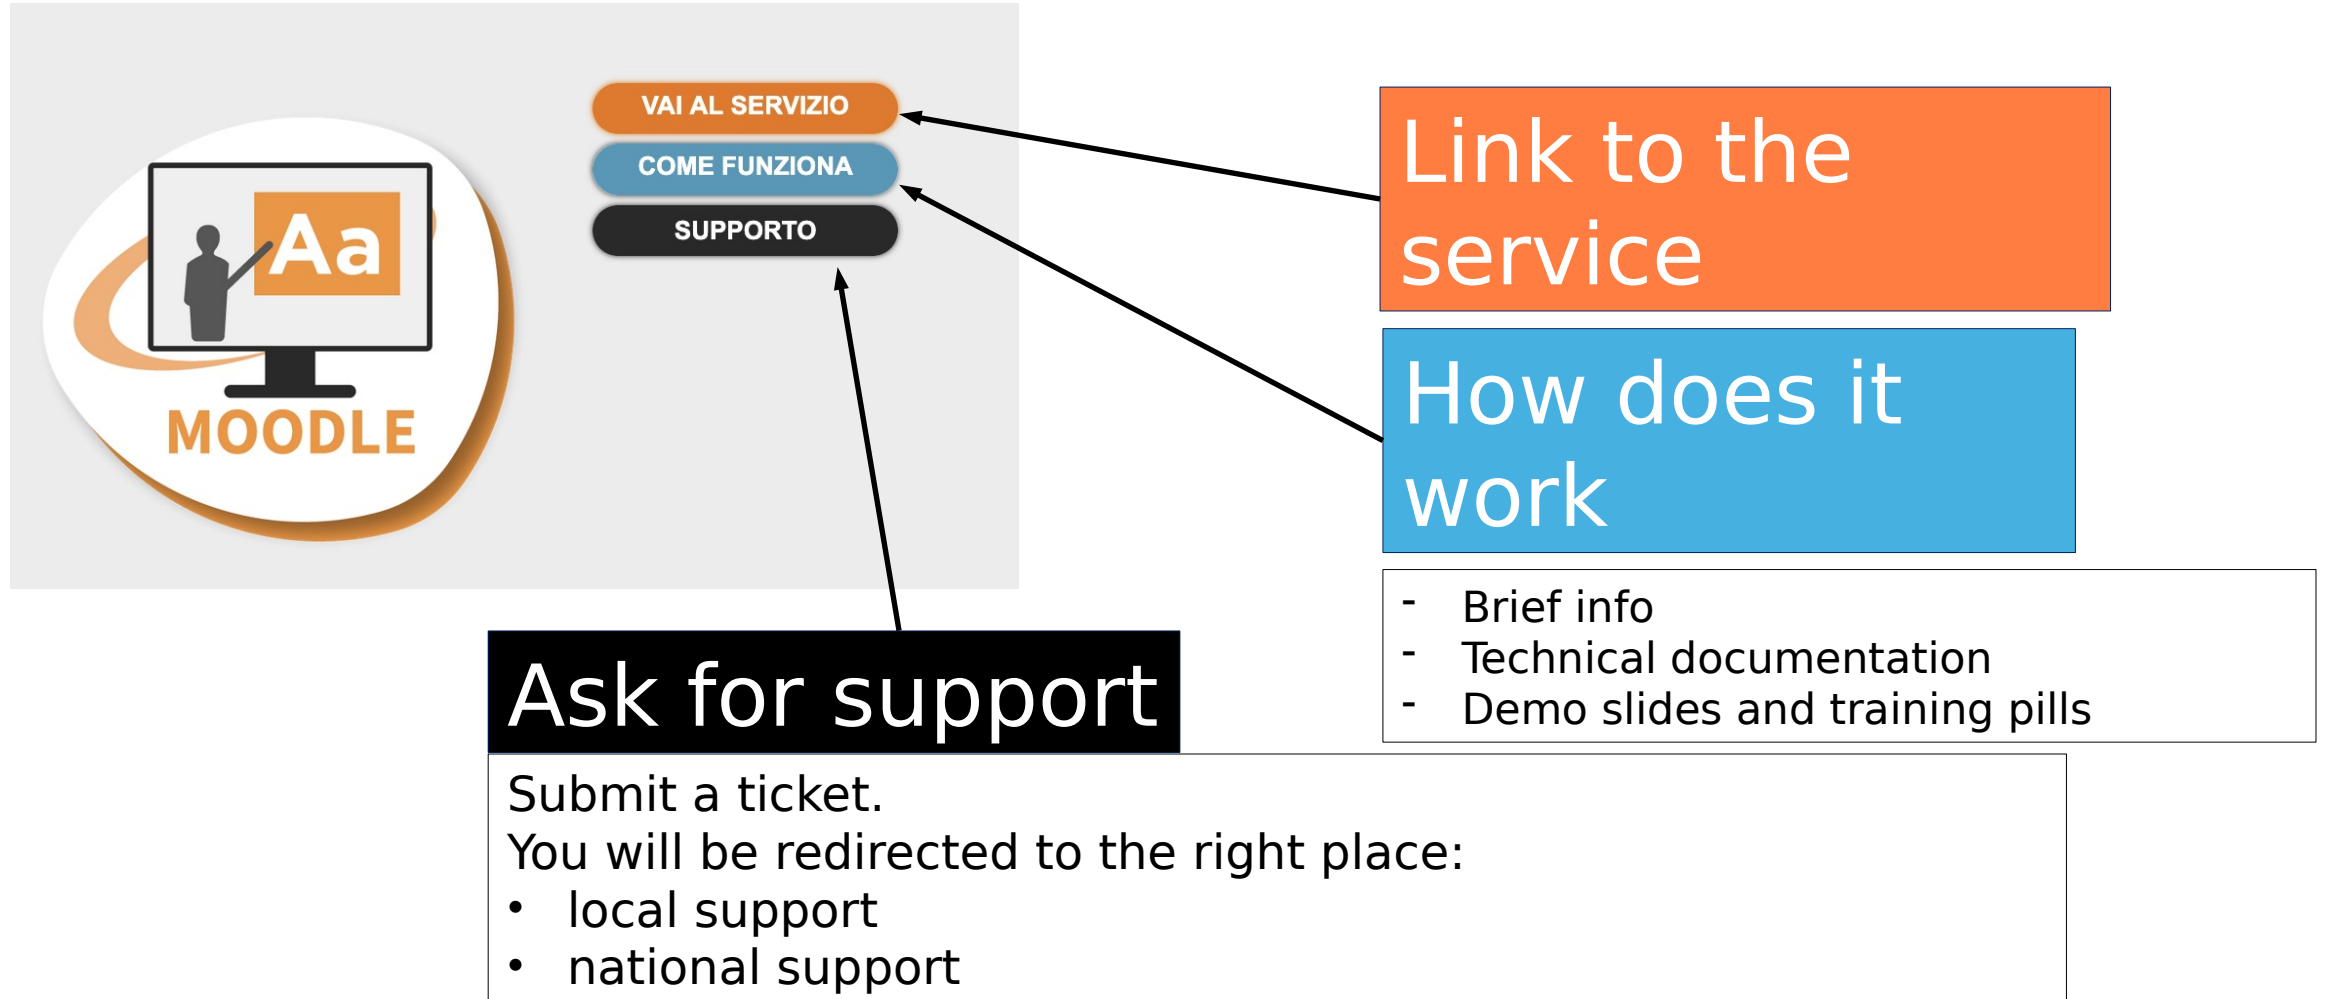 VAI AL SERVIZIO
COME FUNZIONA
SUPPORTO
Aa
MOODLE
Link to the
service
How does it
work
- Brief info
- Technical documentation
- Demo slides and training pills
Ask for support
Submit a ticket.
You will be redirected to the right place:
• local support
• national support